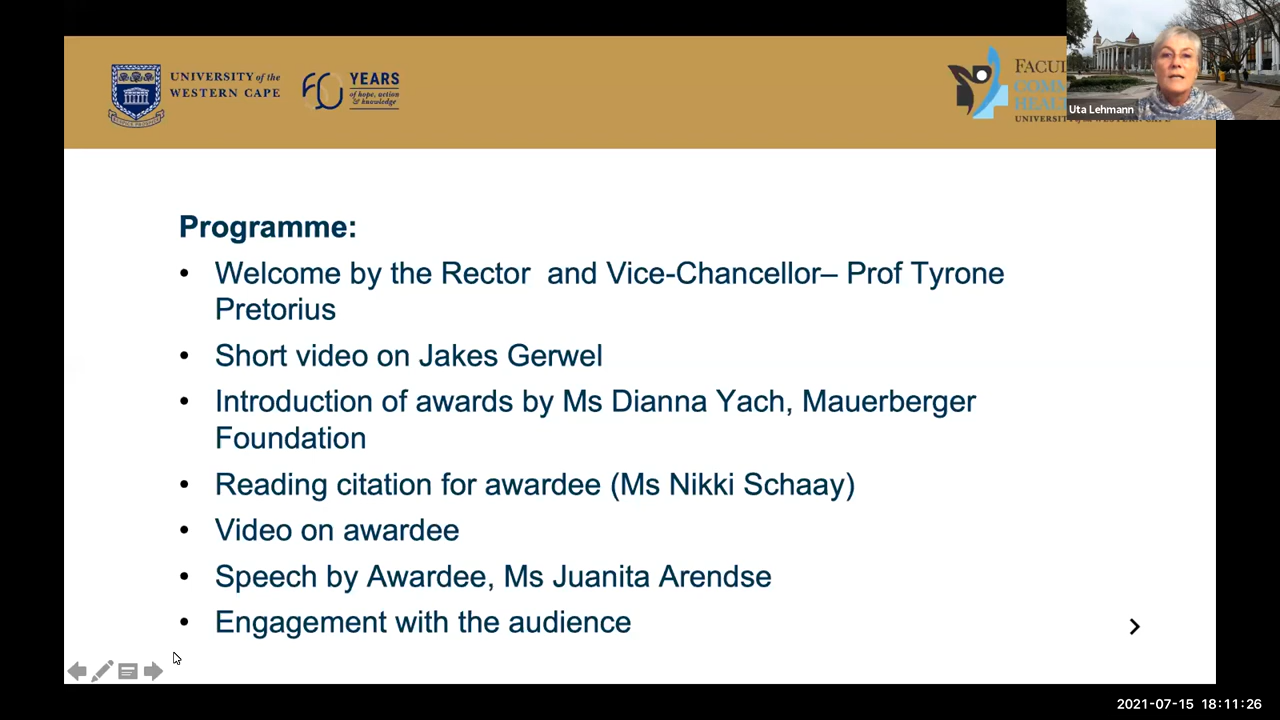 UNIVERSITY of the
WESTERN CAPE
60 YEARS
of hope, action
& knowledge
Uta Lehmann
Programme:
• Welcome by the Rector  and Vice-Chancellor– Prof Tyrone
Pretorius
• Short video on Jakes Gerwel
• Introduction of awards by Ms Dianna Yach, Mauerberger
Foundation
• Reading citation for awardee (Ms Nikki Schaay)
• Video on awardee
• Speech by Awardee, Ms Juanita Arendse
• Engagement with the audience
2021-07-15 18:11:26